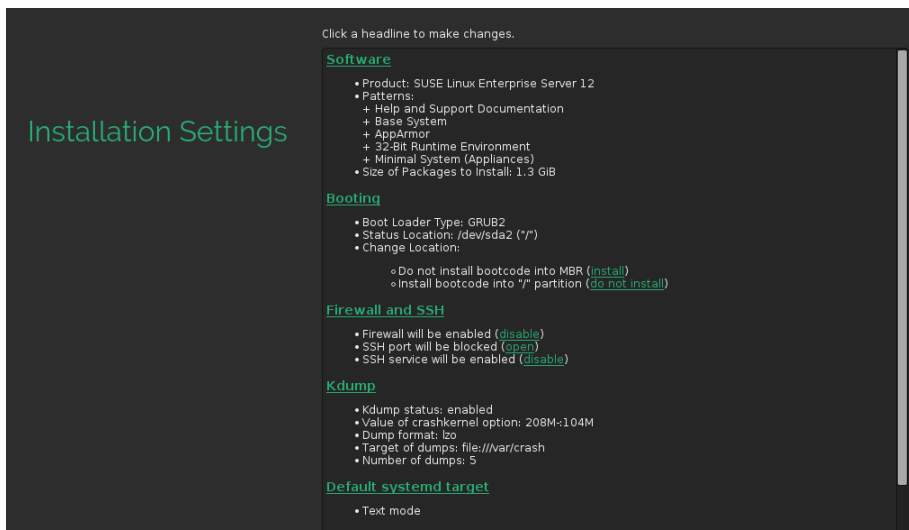 Click a headline to make changes.
Installation Settings
Software
• Product: SUSE Linux Enterprise Server 12
• Patterns:
+ Help and Support Documentation
+ Base System
+ AppArmor
+ 32-Bit Runtime Environment
+ Minimal System (Appliances)
• Size of Packages to Install: 1.3 GiB
Booting
• Boot Loader Type: GRUB2
• Status Location: /dev/sda2 ("/")
• Change Location:
◦ Do not install bootcode into MBR (install)
◦ Install bootcode into "/" partition (do not install)
Firewall and SSH
• Firewall will be enabled (disable)
• SSH port will be blocked (open)
• SSH service will be enabled (disable)
Kdump
• Kdump status: enabled
• Value of crashkernel option: 208M-:104M
• Dump format: lzo
• Target of dumps: file:///var/crash
• Number of dumps: 5
Default systemd target
• Text mode